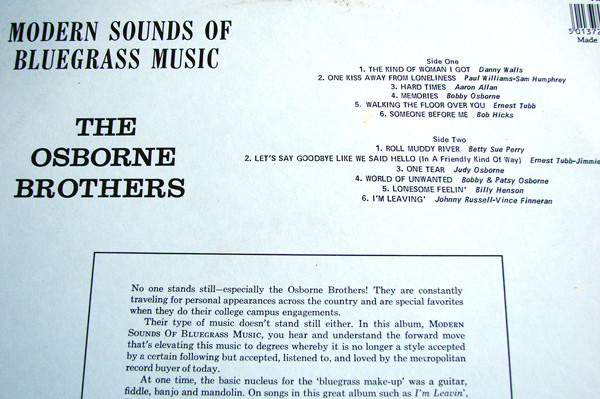 MODERN SOUNDS OF
BLUEGRASS MUSIC
THE
OSBORNE
BROTHERS
5 01372
Made
Side One
1. THE KIND OF WOMAN I GOT Danny Walls
2. ONE KISS AWAY FROM LONELINESS Paul Williams-Sam Humphrey
3. HARD TIMES Aaron Allan
4. MEMORIES Bobby Osborne
5. WALKING THE FLOOR OVER YOU Ernest Tubb
6. SOMEONE BEFORE ME Bob Hicks
Side Two
1. ROLL MUDDY RIVER Betty Sue Perry
2. LET'S SAY GOODBYE LIKE WE SAID HELLO (In A Friendly Kind Of Way) Ernest Tubb-Jimmie
3. ONE TEAR Judy Osborne
4. WORLD OF UNWANTED Bobby & Patsy Osborne
5. LONESOME FEELIN' Billy Henson
6. I'M LEAVING' Johnny Russell-Vince Finneran
No one stands still—especially the Osborne Brothers! They are constantly
traveling for personal appearances across the country and are special favorites
when they do their college campus engagements.
Their type of music doesn't stand still either. In this album, MODERN
SOUNDS OF BLUEGRASS MUSIC, you hear and understand the forward move
that's elevating this music to degrees whereby it is no longer a style accepted
by a certain following but accepted, listened to, and loved by the metropolitan
record buyer of today.
At one time, the basic nucleus for the 'bluegrass make-up' was a guitar,
fiddle, banjo and mandolin. On songs in this great album such as I'm Leavin',